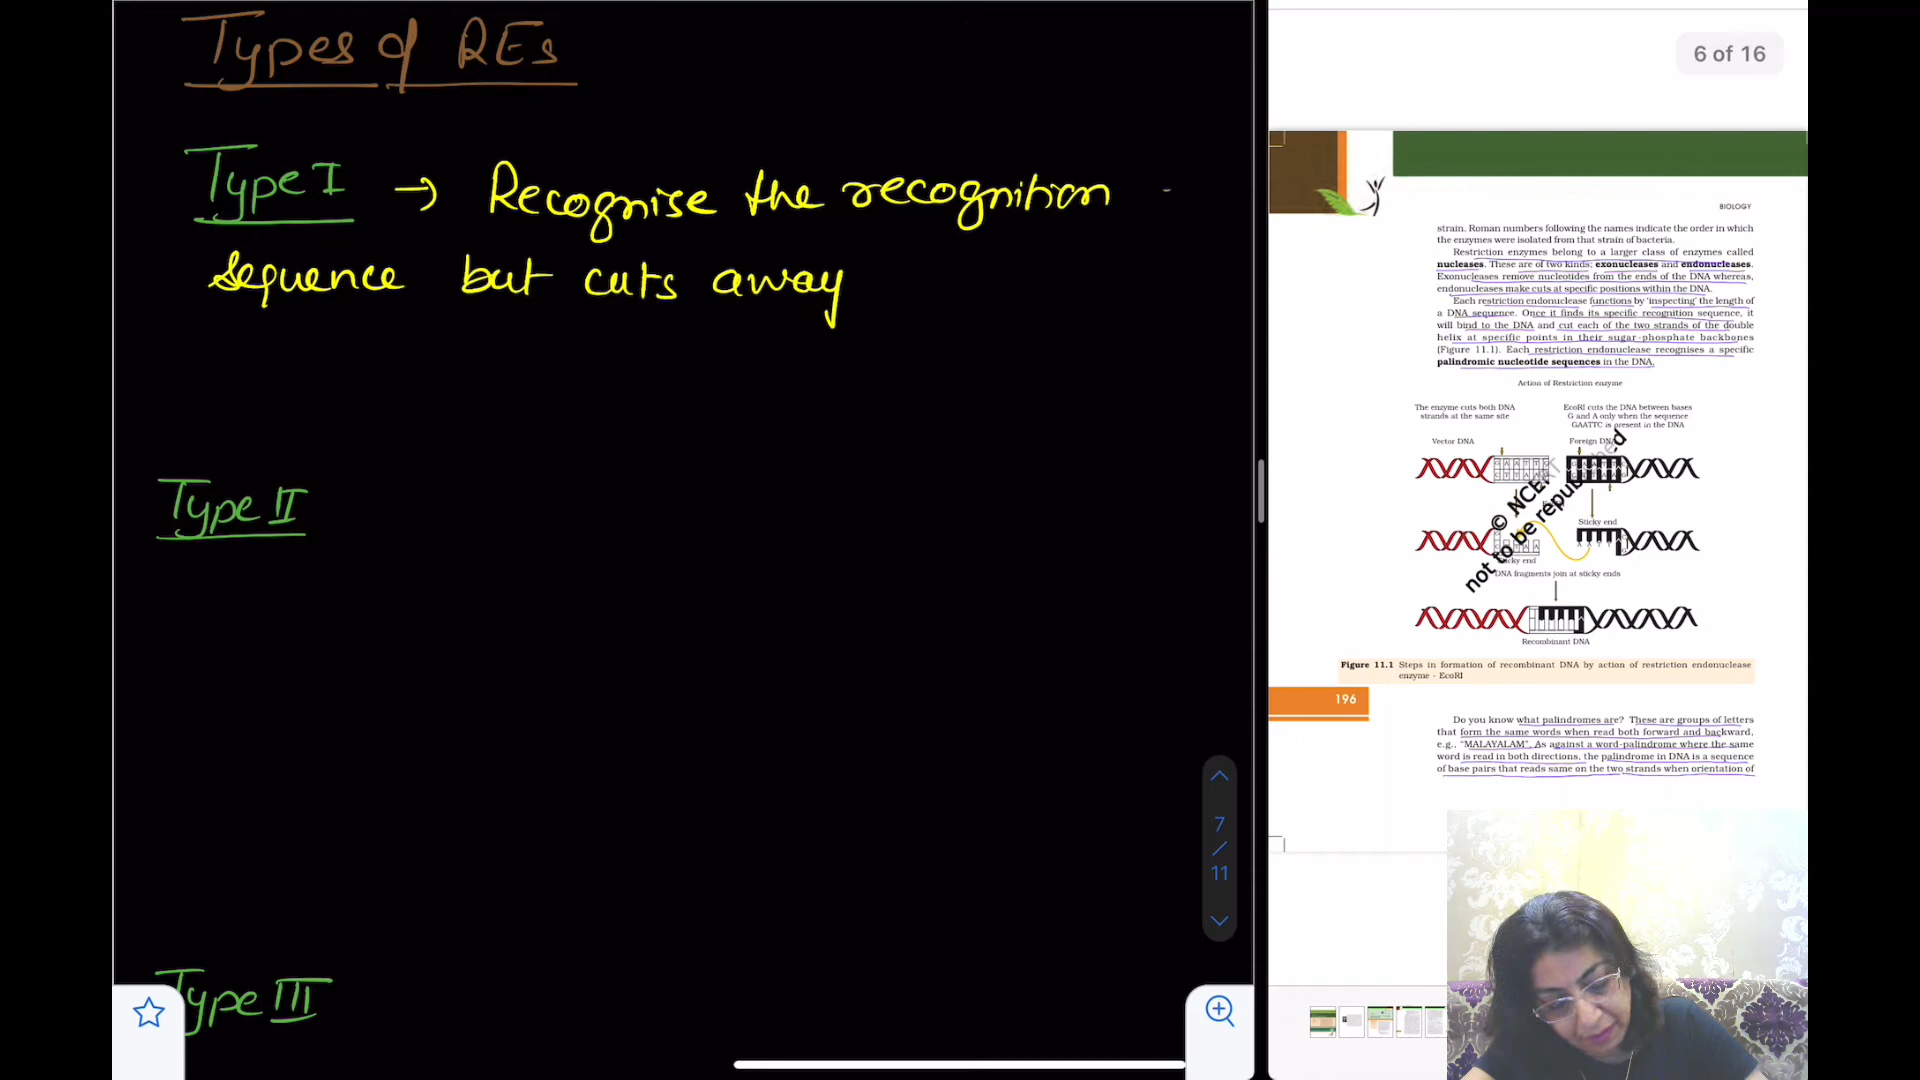 Types of REs
Type I → Recognise the recognition -
sequence but cuts away
Type II
Type III
7
/
11
6 of 16
BIOLOGY
strain. Roman numbers following the names indicate the order in which
the enzymes were isolated from that strain of bacteria.
Restriction enzymes belong to a larger class of enzymes called
nucleases. These are of two kinds; exonucleases and endonucleases.
Exonucleases remove nucleotides from the ends of the DNA whereas,
endonucleases make cuts at specific positions within the DNA.
Each restriction endonuclease functions by 'inspecting' the length of
a DNA sequence. Once it finds its specific recognition sequence, it
will bind to the DNA and cut each of the two strands of the double
helix at specific points in their sugar-phosphate backbones
(Figure 11.1). Each restriction endonuclease recognises a specific
palindromic nucleotide sequences in the DNA.
Action of Restriction enzyme
The enzyme cuts both DNA
strands at the same site
EcoRI cuts the DNA between bases
G and A only when the sequence
GAATTC is present in the DNA
Vector DNA
Foreign DNA
© NCERT
not to be republished
Sticky end
Sticky end
DNA fragments join at sticky ends
Recombinant DNA
Figure 11.1 Steps in formation of recombinant DNA by action of restriction endonuclease
enzyme - EcoRI
196
Do you know what palindromes are? These are groups of letters
that form the same words when read both forward and backward,
e.g., "MALAYALAM". As against a word-palindrome where the same
word is read in both directions, the palindrome in DNA is a sequence
of base pairs that reads same on the two strands when orientation of